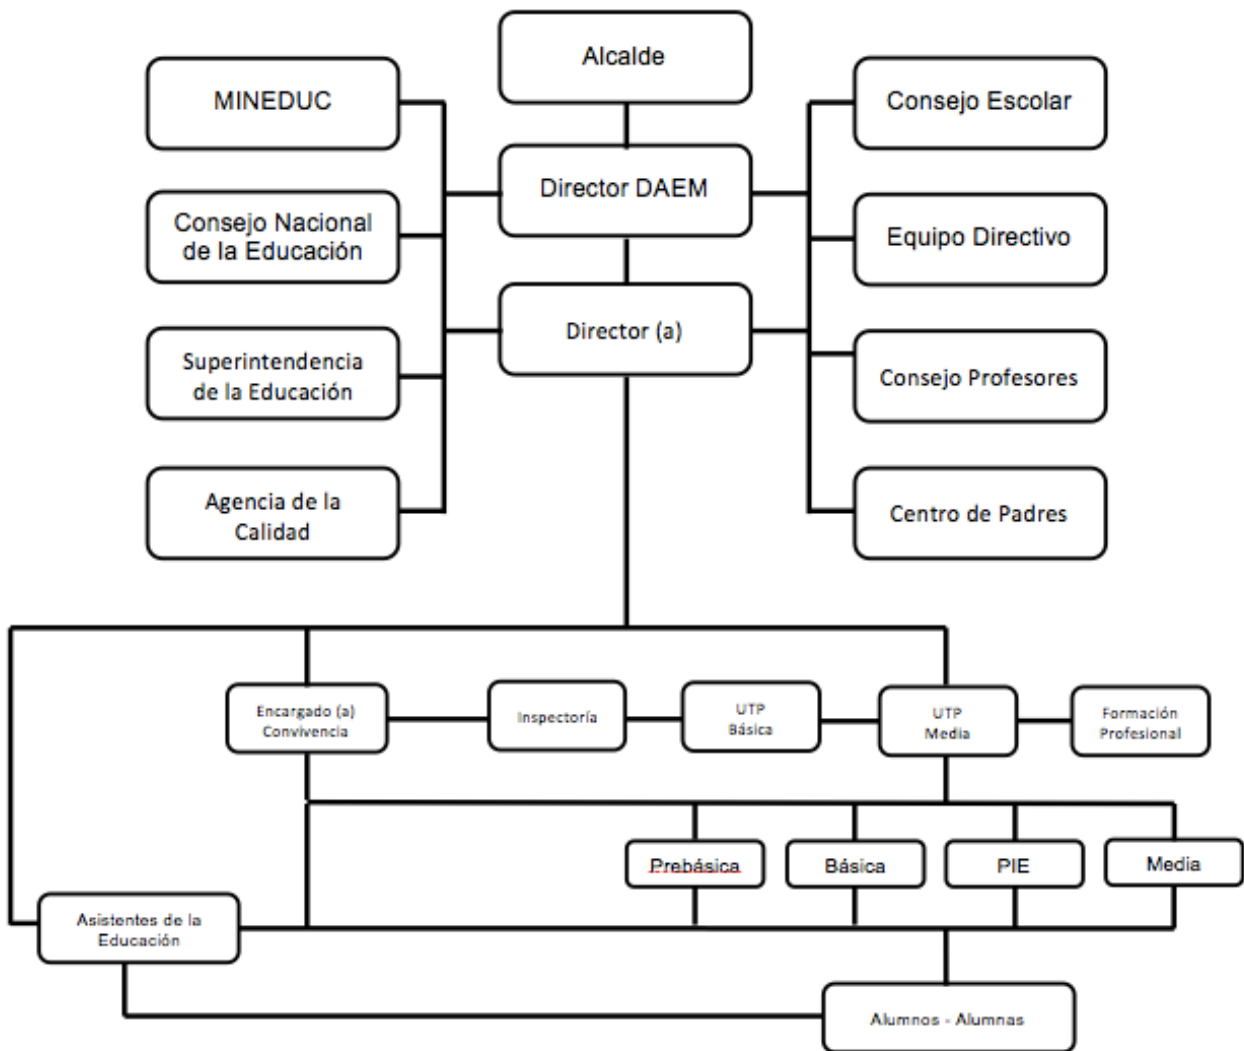 Alcalde
MINEDUC
Consejo Escolar
Director DAEM
Consejo Nacional
de la Educación
Equipo Directivo
Director (a)
Superintendencia
de la Educación
Consejo Profesores
Agencia de la
Calidad
Centro de Padres
Encargado (a)
Convivencia
Inspectoría
UTP
Básica
UTP
Media
Formación
Profesional
Prebásica
Básica
PIE
Media
Asistentes de la
Educación
Alumnos - Alumnas